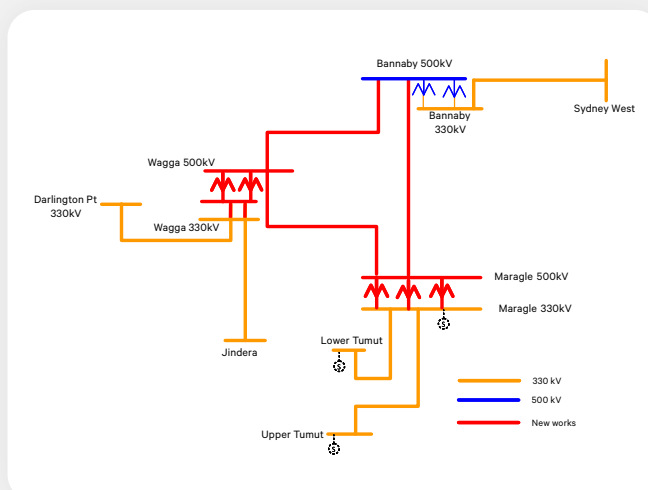 Bannaby 500kV
Sydney West
Bannaby
330kV
Wagga 500kV
Darlington Pt
330kV
Wagga 330kV
Maragle 500kV
Maragle 330kV
S
Lower Tumut
S
Jindera
330 kV
500 kV
New works
Upper Tumut
S